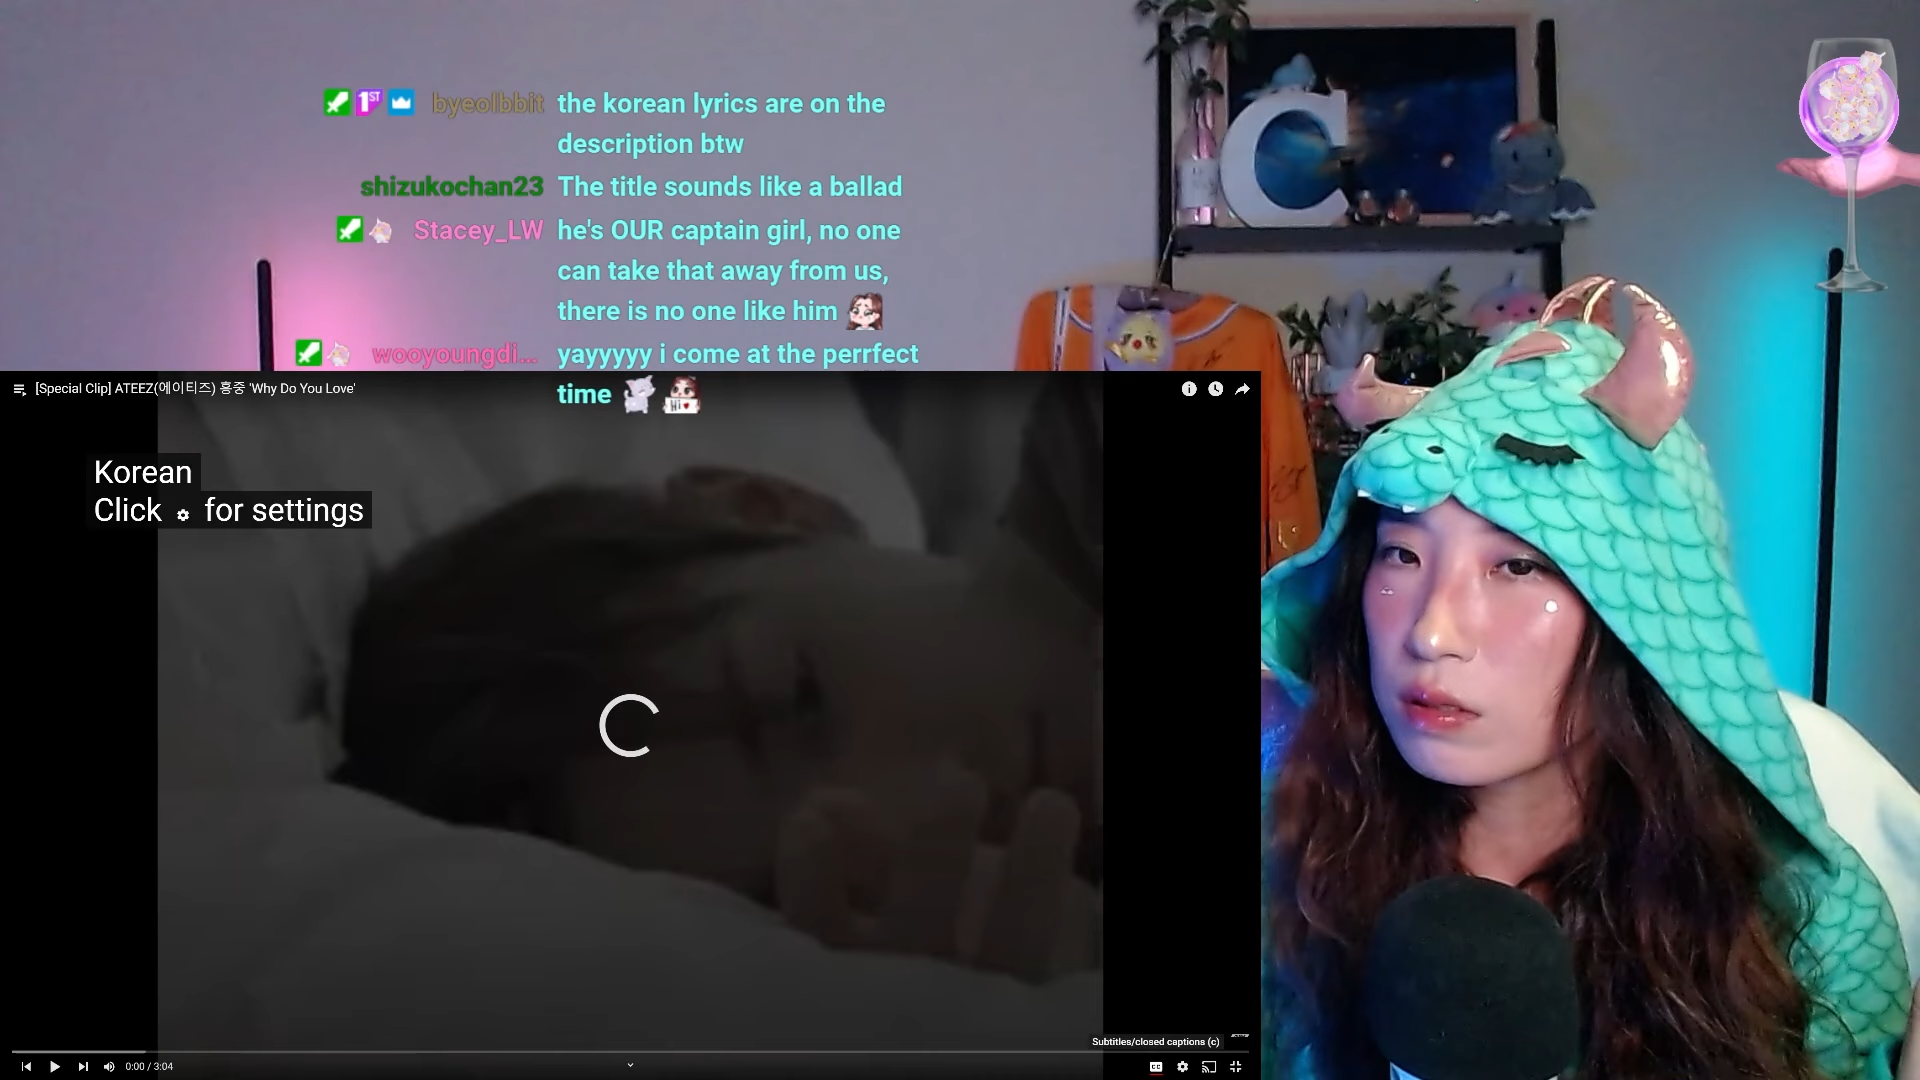 1ST byeolbbit the korean lyrics are on the
description btw
shizukochan23 The title sounds like a ballad
Stacey_LW he's OUR captain girl, no one
can take that away from us,
there is no one like him
wooyoungdi... yayyyyy i come at the perrfect
time Hi
[Special Clip] ATEEZ(에이티즈) 홍중 'Why Do You Love'
Korean
Click for settings
C
Subtitles/closed captions (c)
0:00 / 3:04
CC